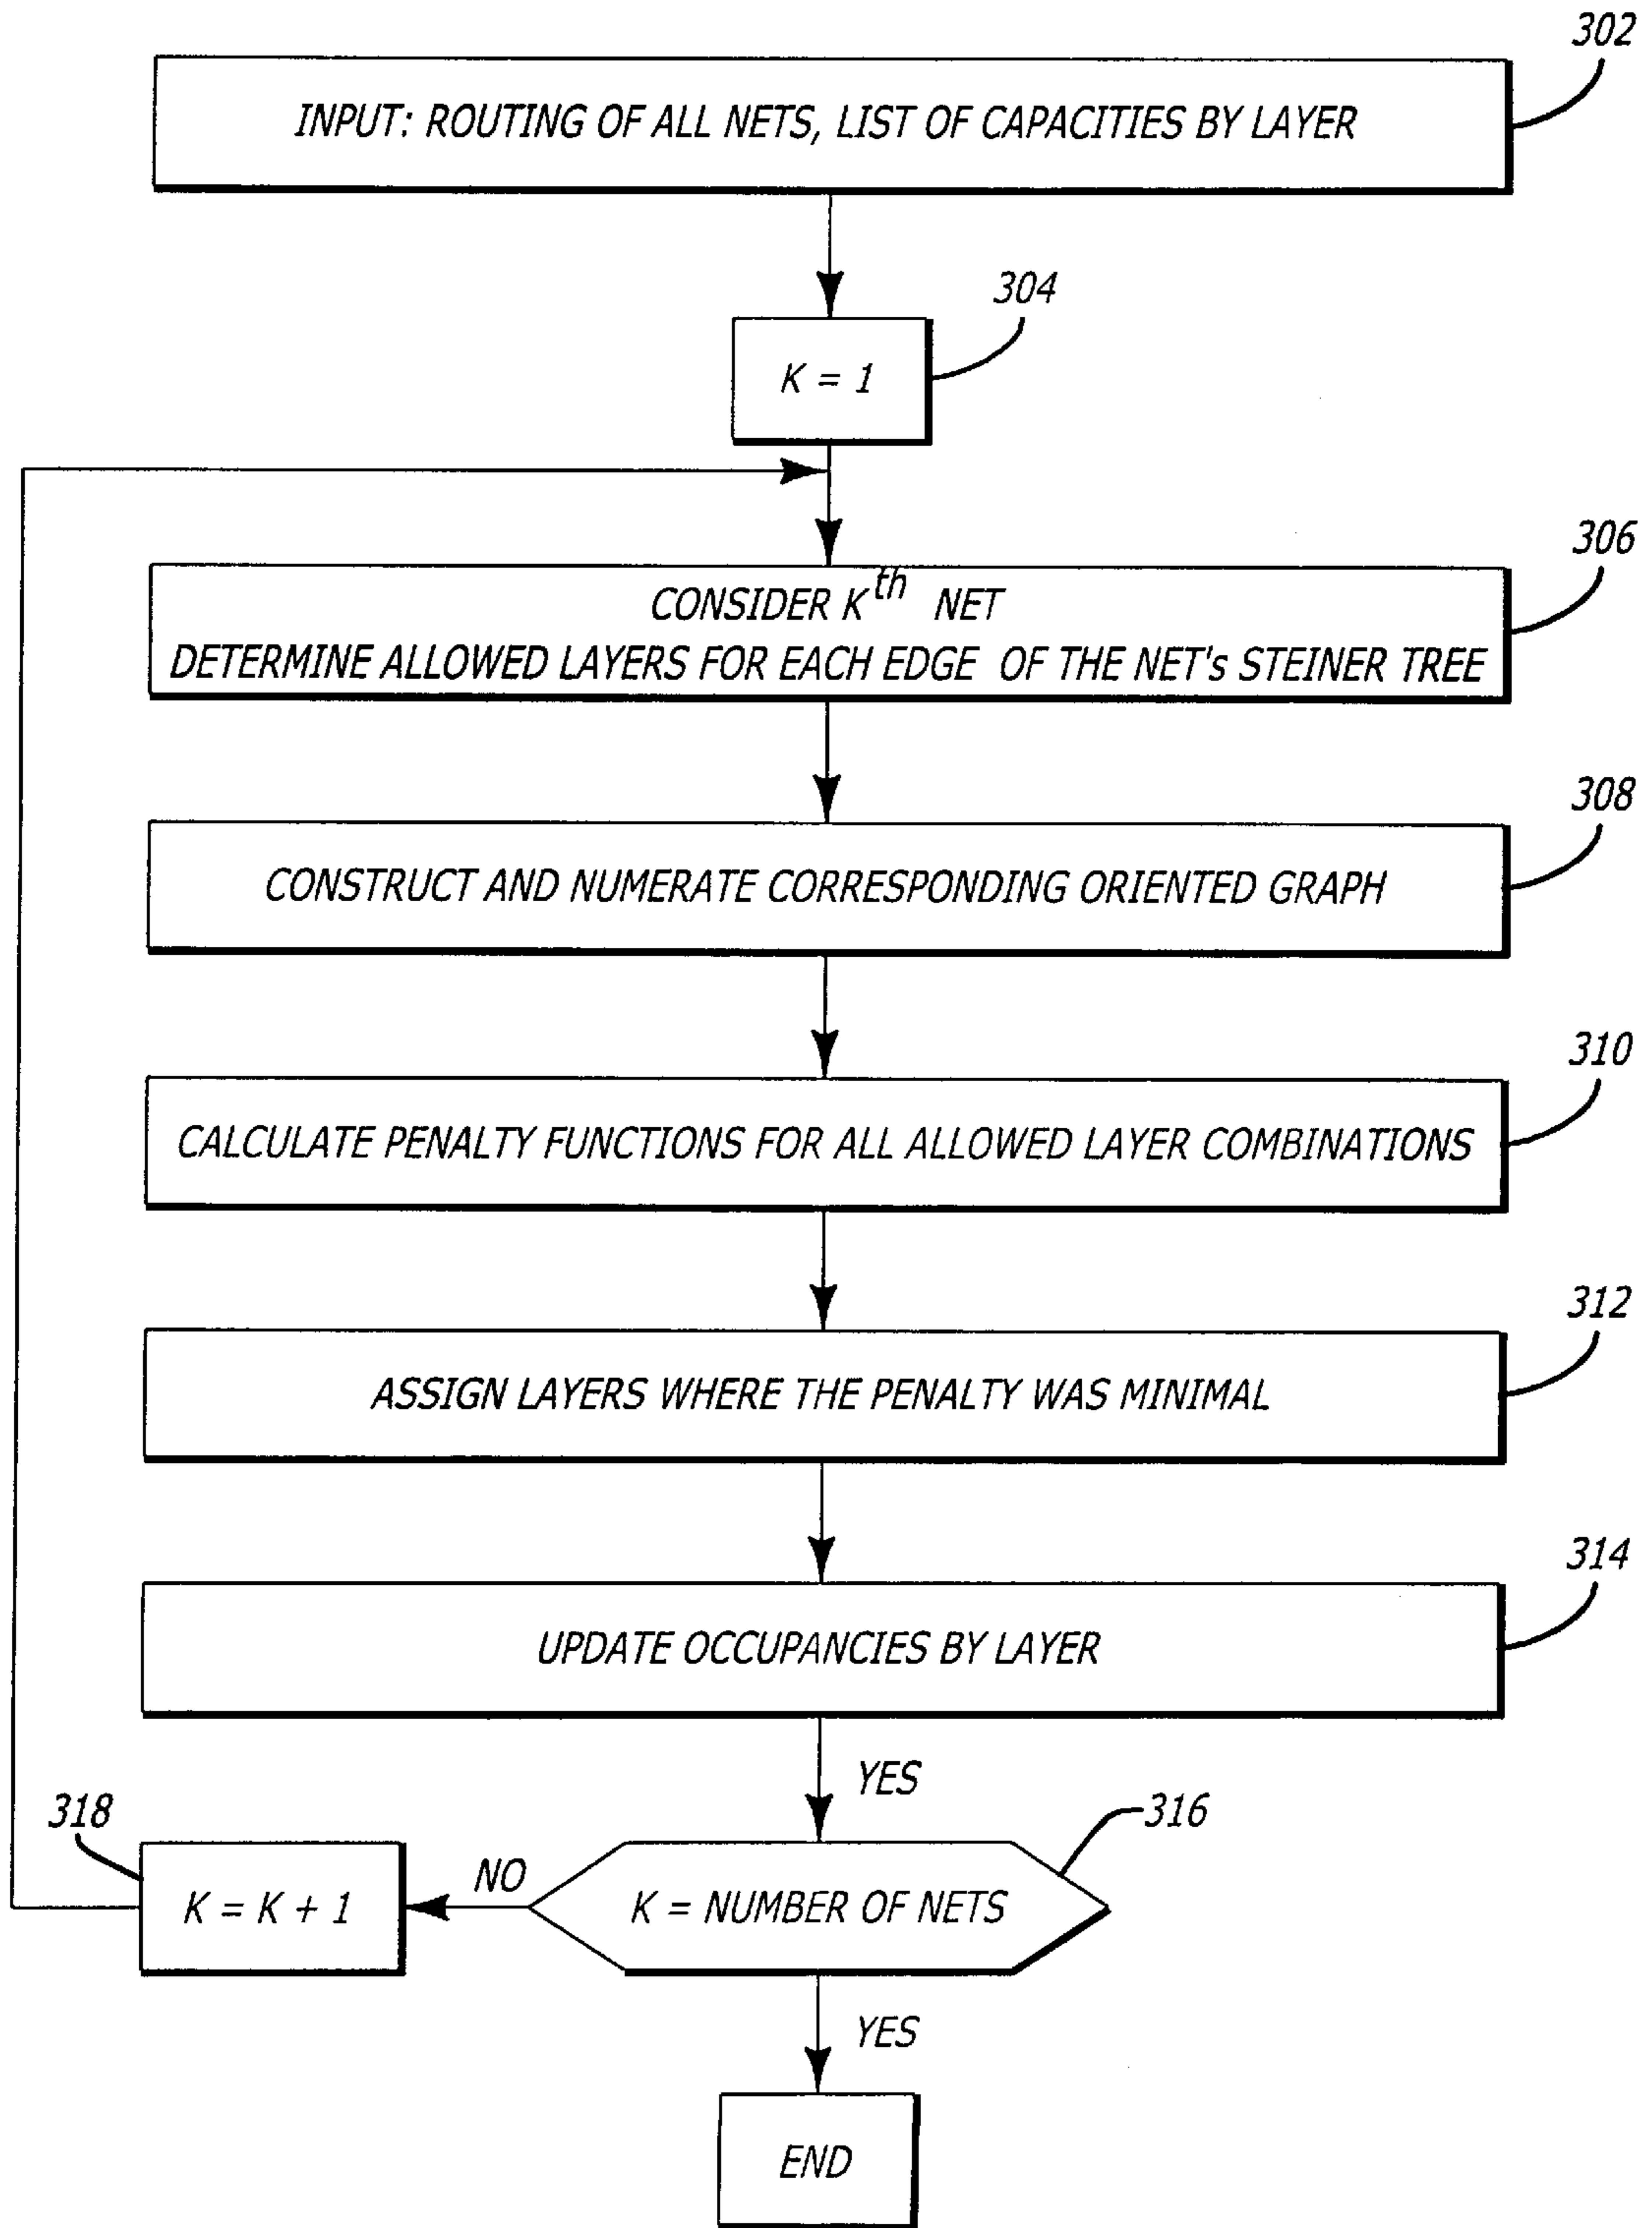 302
INPUT: ROUTING OF ALL NETS, LIST OF CAPACITIES BY LAYER
304
K = 1
306
CONSIDER Kth NET
DETERMINE ALLOWED LAYERS FOR EACH EDGE OF THE NET's STEINER TREE
308
CONSTRUCT AND NUMERATE CORRESPONDING ORIENTED GRAPH
310
CALCULATE PENALTY FUNCTIONS FOR ALL ALLOWED LAYER COMBINATIONS
312
ASSIGN LAYERS WHERE THE PENALTY WAS MINIMAL
314
UPDATE OCCUPANCIES BY LAYER
YES
318
316
NO
K = K + 1
K = NUMBER OF NETS
YES
END